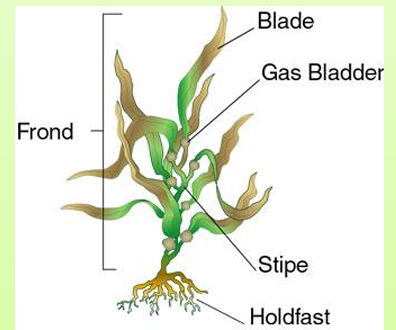 Blade
Gas Bladder
Frond
Stipe
Holdfast